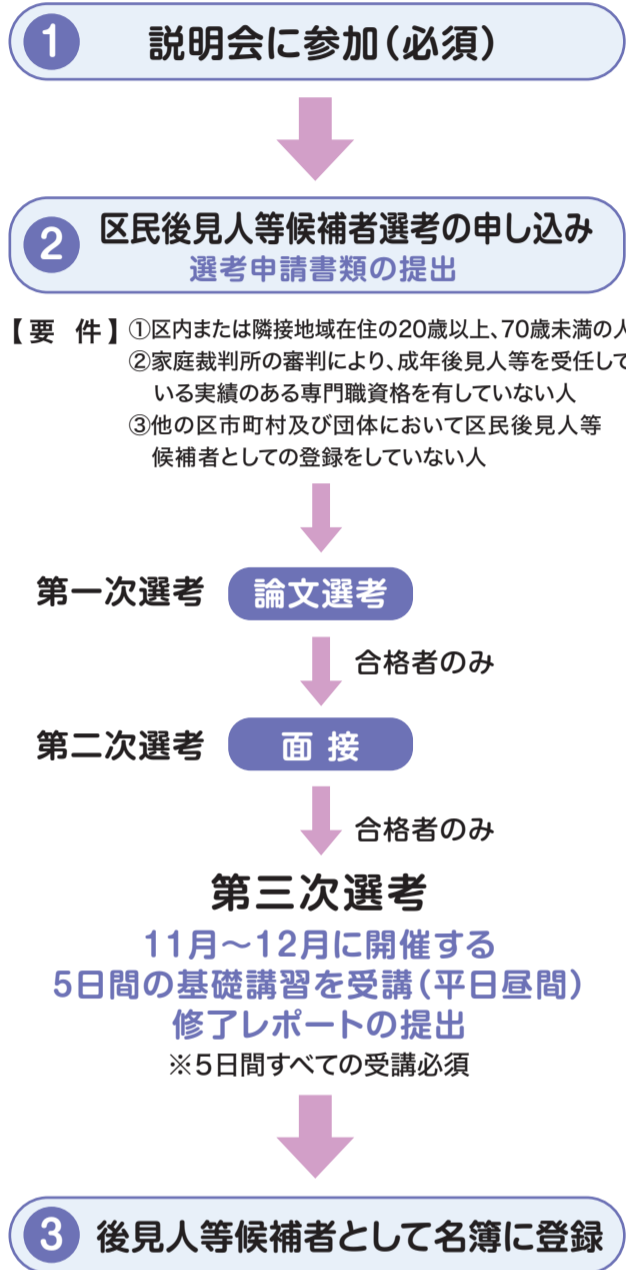 1 説明会に参加(必須)
2 区民後見人等候補者選考の申し込み
選考申請書類の提出
【要 件】①区内または隣接地域在住の20歳以上、70歳未満の人
②家庭裁判所の審判により、成年後見人等を受任して
いる実績のある専門職資格を有していない人
③他の区市町村及び団体において区民後見人等
候補者としての登録をしていない人
第一次選考 論文選考
合格者のみ
第二次選考 面 接
合格者のみ
第三次選考
11月～12月に開催する
5日間の基礎講習を受講(平日昼間)
修了レポートの提出
※5日間すべての受講必須
3 後見人等候補者として名簿に登録